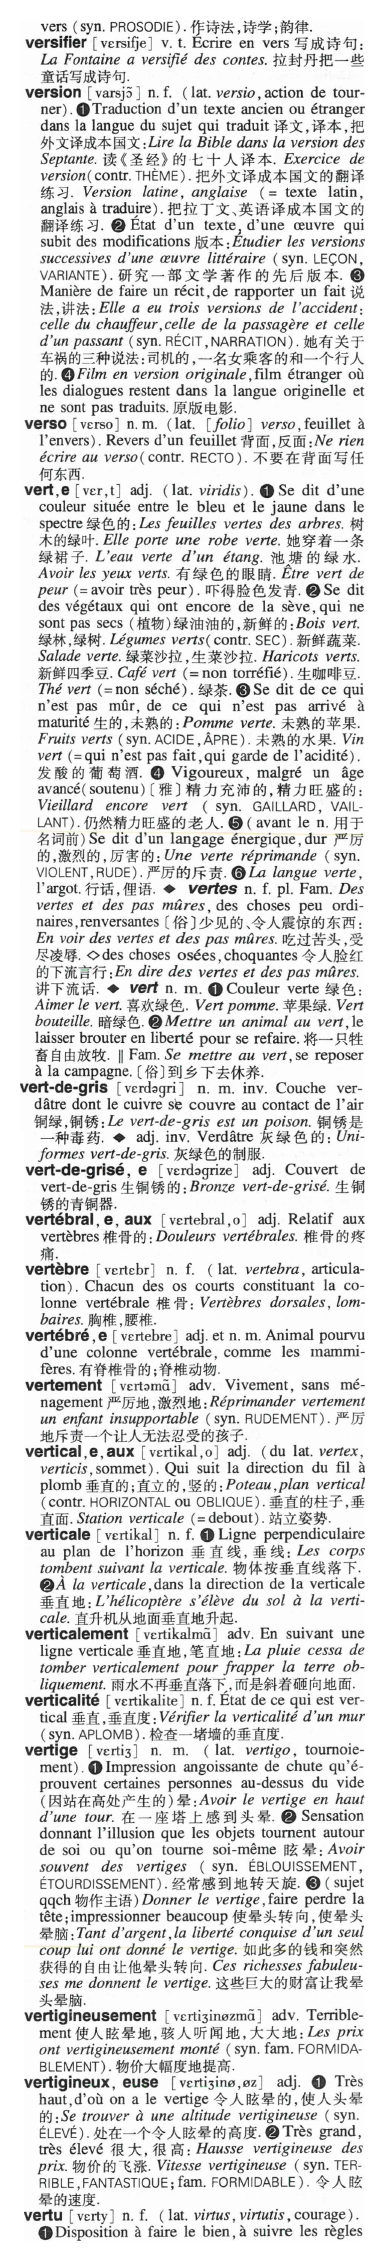 vers (syn. PROSODIE). 作诗法,诗学;韵律.
versifier [vɛrsifje] v. t. Écrire en vers 写成诗句:
La Fontaine a versifié des contes. 拉封丹把一些
童话写成诗句.
version [vɛrsjɔ̃] n. f. ( lat. versio, action de tour-
ner). ❶Traduction d'un texte ancien ou étranger
dans la langue du sujet qui traduit 译文,译本,把
外文译成本国文:Lire la Bible dans la version des
Septante. 读《圣经》的七十人译本. Exercice de
version(contr. THÈME). 把外文译成本国文的翻译
练习. Version latine, anglaise (= texte latin,
anglais à traduire). 把拉丁文、英语译成本国文的
翻译练习. ❷ État d'un texte, d'une œuvre qui
subit des modifications 版本:Étudier les versions
successives d'une œuvre littéraire (syn. LEÇON,
VARIANTE). 研究一部文学著作的先后版本. ❸
Manière de faire un récit, de rapporter un fait 说
法,讲法:Elle a eu trois versions de l'accident:
celle du chauffeur, celle de la passagère et celle
d'un passant (syn. RÉCIT, NARRATION). 她有关于
车祸的三种说法:司机的,一名女乘客的和一个行人
的. ❹Film en version originale, film étranger où
les dialogues restent dans la langue originelle et
ne sont pas traduits. 原版电影.
verso [vɛrso] n. m. (lat. [folio] verso, feuillet à
l'envers). Revers d'un feuillet 背面,反面:Ne rien
écrire au verso(contr. RECTO). 不要在背面写任
何东西.
vert, e [vɛr,t] adj. (lat. viridis). ❶ Se dit d'une
couleur située entre le bleu et le jaune dans le
spectre 绿色的:Les feuilles vertes des arbres. 树
木的绿叶. Elle porte une robe verte. 她穿着一条
绿裙子. L'eau verte d'un étang. 池塘的绿水.
Avoir les yeux verts. 有绿色的眼睛. Être vert de
peur (=avoir très peur). 吓得脸色发青. ❷ Se dit
des végétaux qui ont encore de la sève, qui ne
sont pas secs (植物)绿油油的,新鲜的:Bois vert.
绿林,绿树. Légumes verts(contr. SEC). 新鲜蔬菜.
Salade verte. 绿菜沙拉,生菜沙拉. Haricots verts.
新鲜四季豆. Café vert (=non torréfié). 生咖啡豆.
Thé vert (=non séché). 绿茶. ❸Se dit de ce qui
n'est pas mûr, de ce qui n'est pas arrivé à
maturité 生的,未熟的:Pomme verte. 未熟的苹果.
Fruits verts (syn. ACIDE, ÂPRE). 未熟的水果. Vin
vert (=qui n'est pas fait, qui garde de l'acidité).
发酸的葡萄酒. ❹ Vigoureux, malgré un âge
avancé(soutenu)〔雅〕精力充沛的,精力旺盛的:
Vieillard encore vert ( syn. GAILLARD, VAIL-
LANT). 仍然精力旺盛的老人. ❺( avant le n. 用于
名词前) Se dit d'un langage énergique, dur 严厉
的,激烈的,厉害的:Une verte réprimande (syn.
VIOLENT, RUDE). 严厉的斥责. ❻La langue verte,
l'argot. 行话,俚语. ◆ vertes n. f. pl. Fam. Des
vertes et des pas mûres, des choses peu ordi-
naires, renversantes〔俗〕少见的、令人震惊的东西:
En voir des vertes et des pas mûres. 吃过苦头,受
尽凌辱. ◇des choses osées, choquantes 令人脸红
的下流言行:En dire des vertes et des pas mûres.
讲下流话. ◆ vert n. m. ❶ Couleur verte 绿色:
Aimer le vert. 喜欢绿色. Vert pomme. 苹果绿. Vert
bouteille. 暗绿色. ❷Mettre un animal au vert, le
laisser brouter en liberté pour se refaire. 将一只牲
畜自由放牧. ‖ Fam. Se mettre au vert, se reposer
à la campagne. 〔俗〕到乡下去休养.
vert-de-gris [vɛrdəgri] n. m. inv. Couche ver-
dâtre dont le cuivre se couvre au contact de l'air
铜绿,铜锈:Le vert-de-gris est un poison. 铜锈是
一种毒药. ◆ adj. inv. Verdâtre 灰绿色的: Uni-
formes vert-de-gris. 灰绿色的制服.
vert-de-grisé, e [vɛrdəgrize] adj. Couvert de
vert-de-gris 生铜锈的:Bronze vert-de-grisé. 生铜
锈的青铜器.
vertébral, e, aux [vɛrtebral, o] adj. Relatif aux
vertèbres 椎骨的: Douleurs vertébrales. 椎骨的疼
痛.
vertèbre [vɛrtɛbr] n. f. ( lat. vertebra, articula-
tion). Chacun des os courts constituant la co-
lonne vertébrale 椎骨: Vertèbres dorsales, lom-
baires. 胸椎,腰椎.
vertébré, e [vɛrtebre] adj. et n. m. Animal pourvu
d'une colonne vertébrale, comme les mammi-
fères. 有脊椎骨的;脊椎动物.
vertement [vɛrtəmɑ̃] adv. Vivement, sans mé-
nagement 严厉地,激烈地:Réprimander vertement
un enfant insupportable (syn. RUDEMENT). 严厉
地斥责一个让人无法忍受的孩子.
vertical, e, aux [vɛrtikal, o] adj. (du lat. vertex,
verticis, sommet). Qui suit la direction du fil à
plomb 垂直的;直立的,竖的:Poteau, plan vertical
(contr. HORIZONTAL ou OBLIQUE). 垂直的柱子,垂
直面. Station verticale (=debout). 站立姿势.
verticale [vɛrtikal] n. f. ❶ Ligne perpendiculaire
au plan de l'horizon 垂直线,垂线: Les corps
tombent suivant la verticale. 物体按垂直线落下.
❷À la verticale, dans la direction de la verticale
垂直地: L'hélicoptère s'élève du sol à la verti-
cale. 直升机从地面垂直地升起.
verticalement [vɛrtikalmɑ̃] adv. En suivant une
ligne verticale 垂直地,笔直地:La pluie cessa de
tomber verticalement pour frapper la terre ob-
liquement. 雨水不再垂直落下,而是斜着砸向地面.
verticalité [vɛrtikalite] n. f. État de ce qui est ver-
tical 垂直,垂直度:Vérifier la verticalité d'un mur
(syn. APLOMB). 检查一堵墙的垂直度.
vertige [vɛrtiʒ] n. m. ( lat. vertigo, tournoie-
ment). ❶Impression angoissante de chute qu'é-
prouvent certaines personnes au-dessus du vide
(因站在高处产生的)晕:Avoir le vertige en haut
d'une tour. 在一座塔上感到头晕. ❷ Sensation
donnant l'illusion que les objets tournent autour
de soi ou qu'on tourne soi-même 眩晕: Avoir
souvent des vertiges ( syn. ÉBLOUISSEMENT,
ÉTOURDISSEMENT). 经常感到地转天旋. ❸ (sujet
qqch 物作主语) Donner le vertige, faire perdre la
tête; impressionner beaucoup 使晕头转向,使晕头
晕脑:Tant d'argent, la liberté conquise d'un seul
coup lui ont donné le vertige. 如此多的钱和突然
获得的自由让他晕头转向. Ces richesses fabuleu-
ses me donnent le vertige. 这些巨大的财富让我晕
头晕脑.
vertigineusement [vɛrtiʒinøzmɑ̃] adv. Terrible-
ment 使人眩晕地,骇人听闻地,大大地: Les prix
ont vertigineusement monté (syn. fam. FORMIDA-
BLEMENT). 物价大幅度地提高.
vertigineux, euse [vɛrtiʒinø, øz] adj. ❶ Très
haut, d'où on a le vertige 令人眩晕的,使人头晕
的:Se trouver à une altitude vertigineuse (syn.
ÉLEVÉ). 处在一个令人眩晕的高度. ❷Très grand,
très élevé 很大,很高: Hausse vertigineuse des
prix. 物价的飞涨. Vitesse vertigineuse (syn. TER-
RIBLE, FANTASTIQUE; fam. FORMIDABLE). 令人眩
晕的速度.
vertu [vɛrty] n. f. (lat. virtus, virtutis, courage).
❶Disposition à faire le bien, à suivre les règles